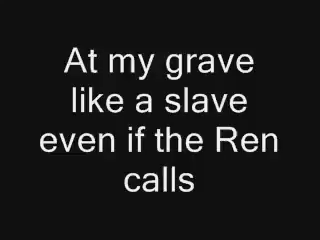 At my grave
like a slave
even if the Ren
calls